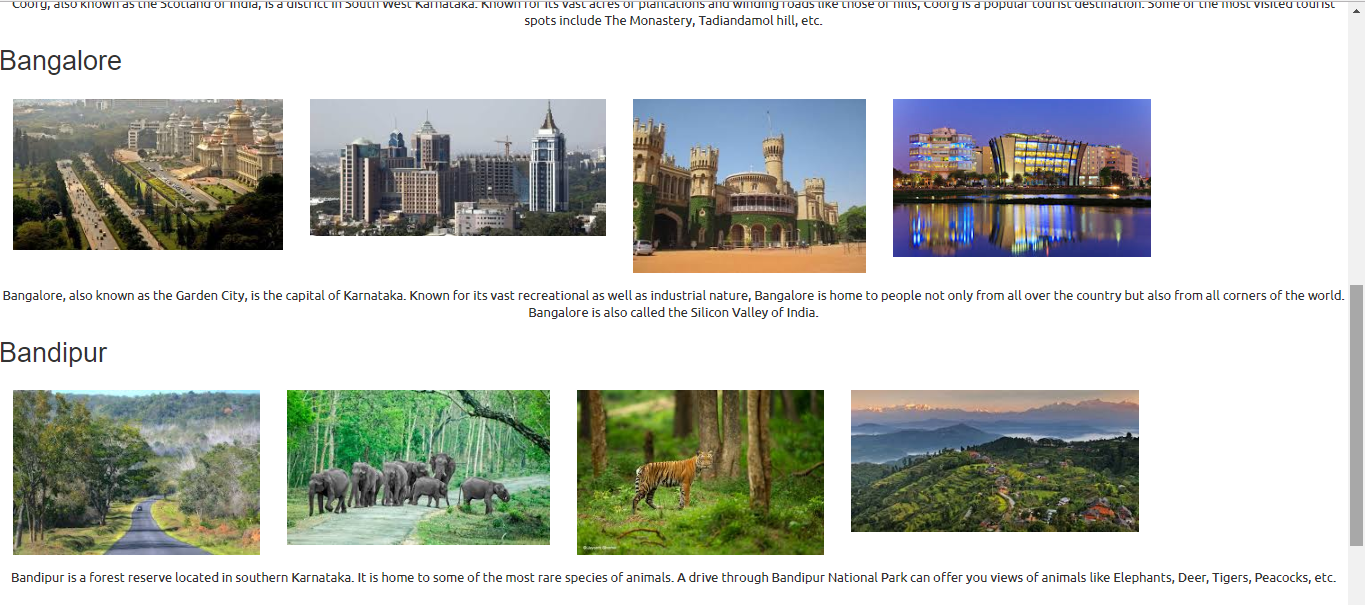 Coorg, also known as the Scotland of India, is a district in South West Karnataka. Known for its vast acres of plantations and winding roads like those of hills, Coorg is a popular tourist destination. Some of the most visited tourist
spots include The Monastery, Tadiandamol hill, etc.
Bangalore
Bangalore, also known as the Garden City, is the capital of Karnataka. Known for its vast recreational as well as industrial nature, Bangalore is home to people not only from all over the country but also from all corners of the world.
Bangalore is also called the Silicon Valley of India.
Bandipur
Bandipur is a forest reserve located in southern Karnataka. It is home to some of the most rare species of animals. A drive through Bandipur National Park can offer you views of animals like Elephants, Deer, Tigers, Peacocks, etc.